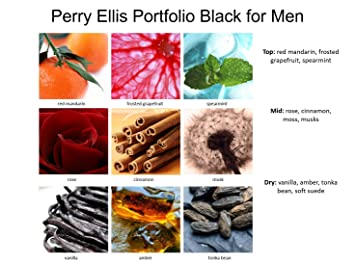 Perry Ellis Portfolio Black for Men
red mandarin
frosted grapefruit
spearmint
Top: red mandarin, frosted
grapefruit, spearmint
rose
cinnamon
musk
Mid: rose, cinnamon,
moss, musks
vanilla
amber
tonka bean
Dry: vanilla, amber, tonka
bean, soft suede